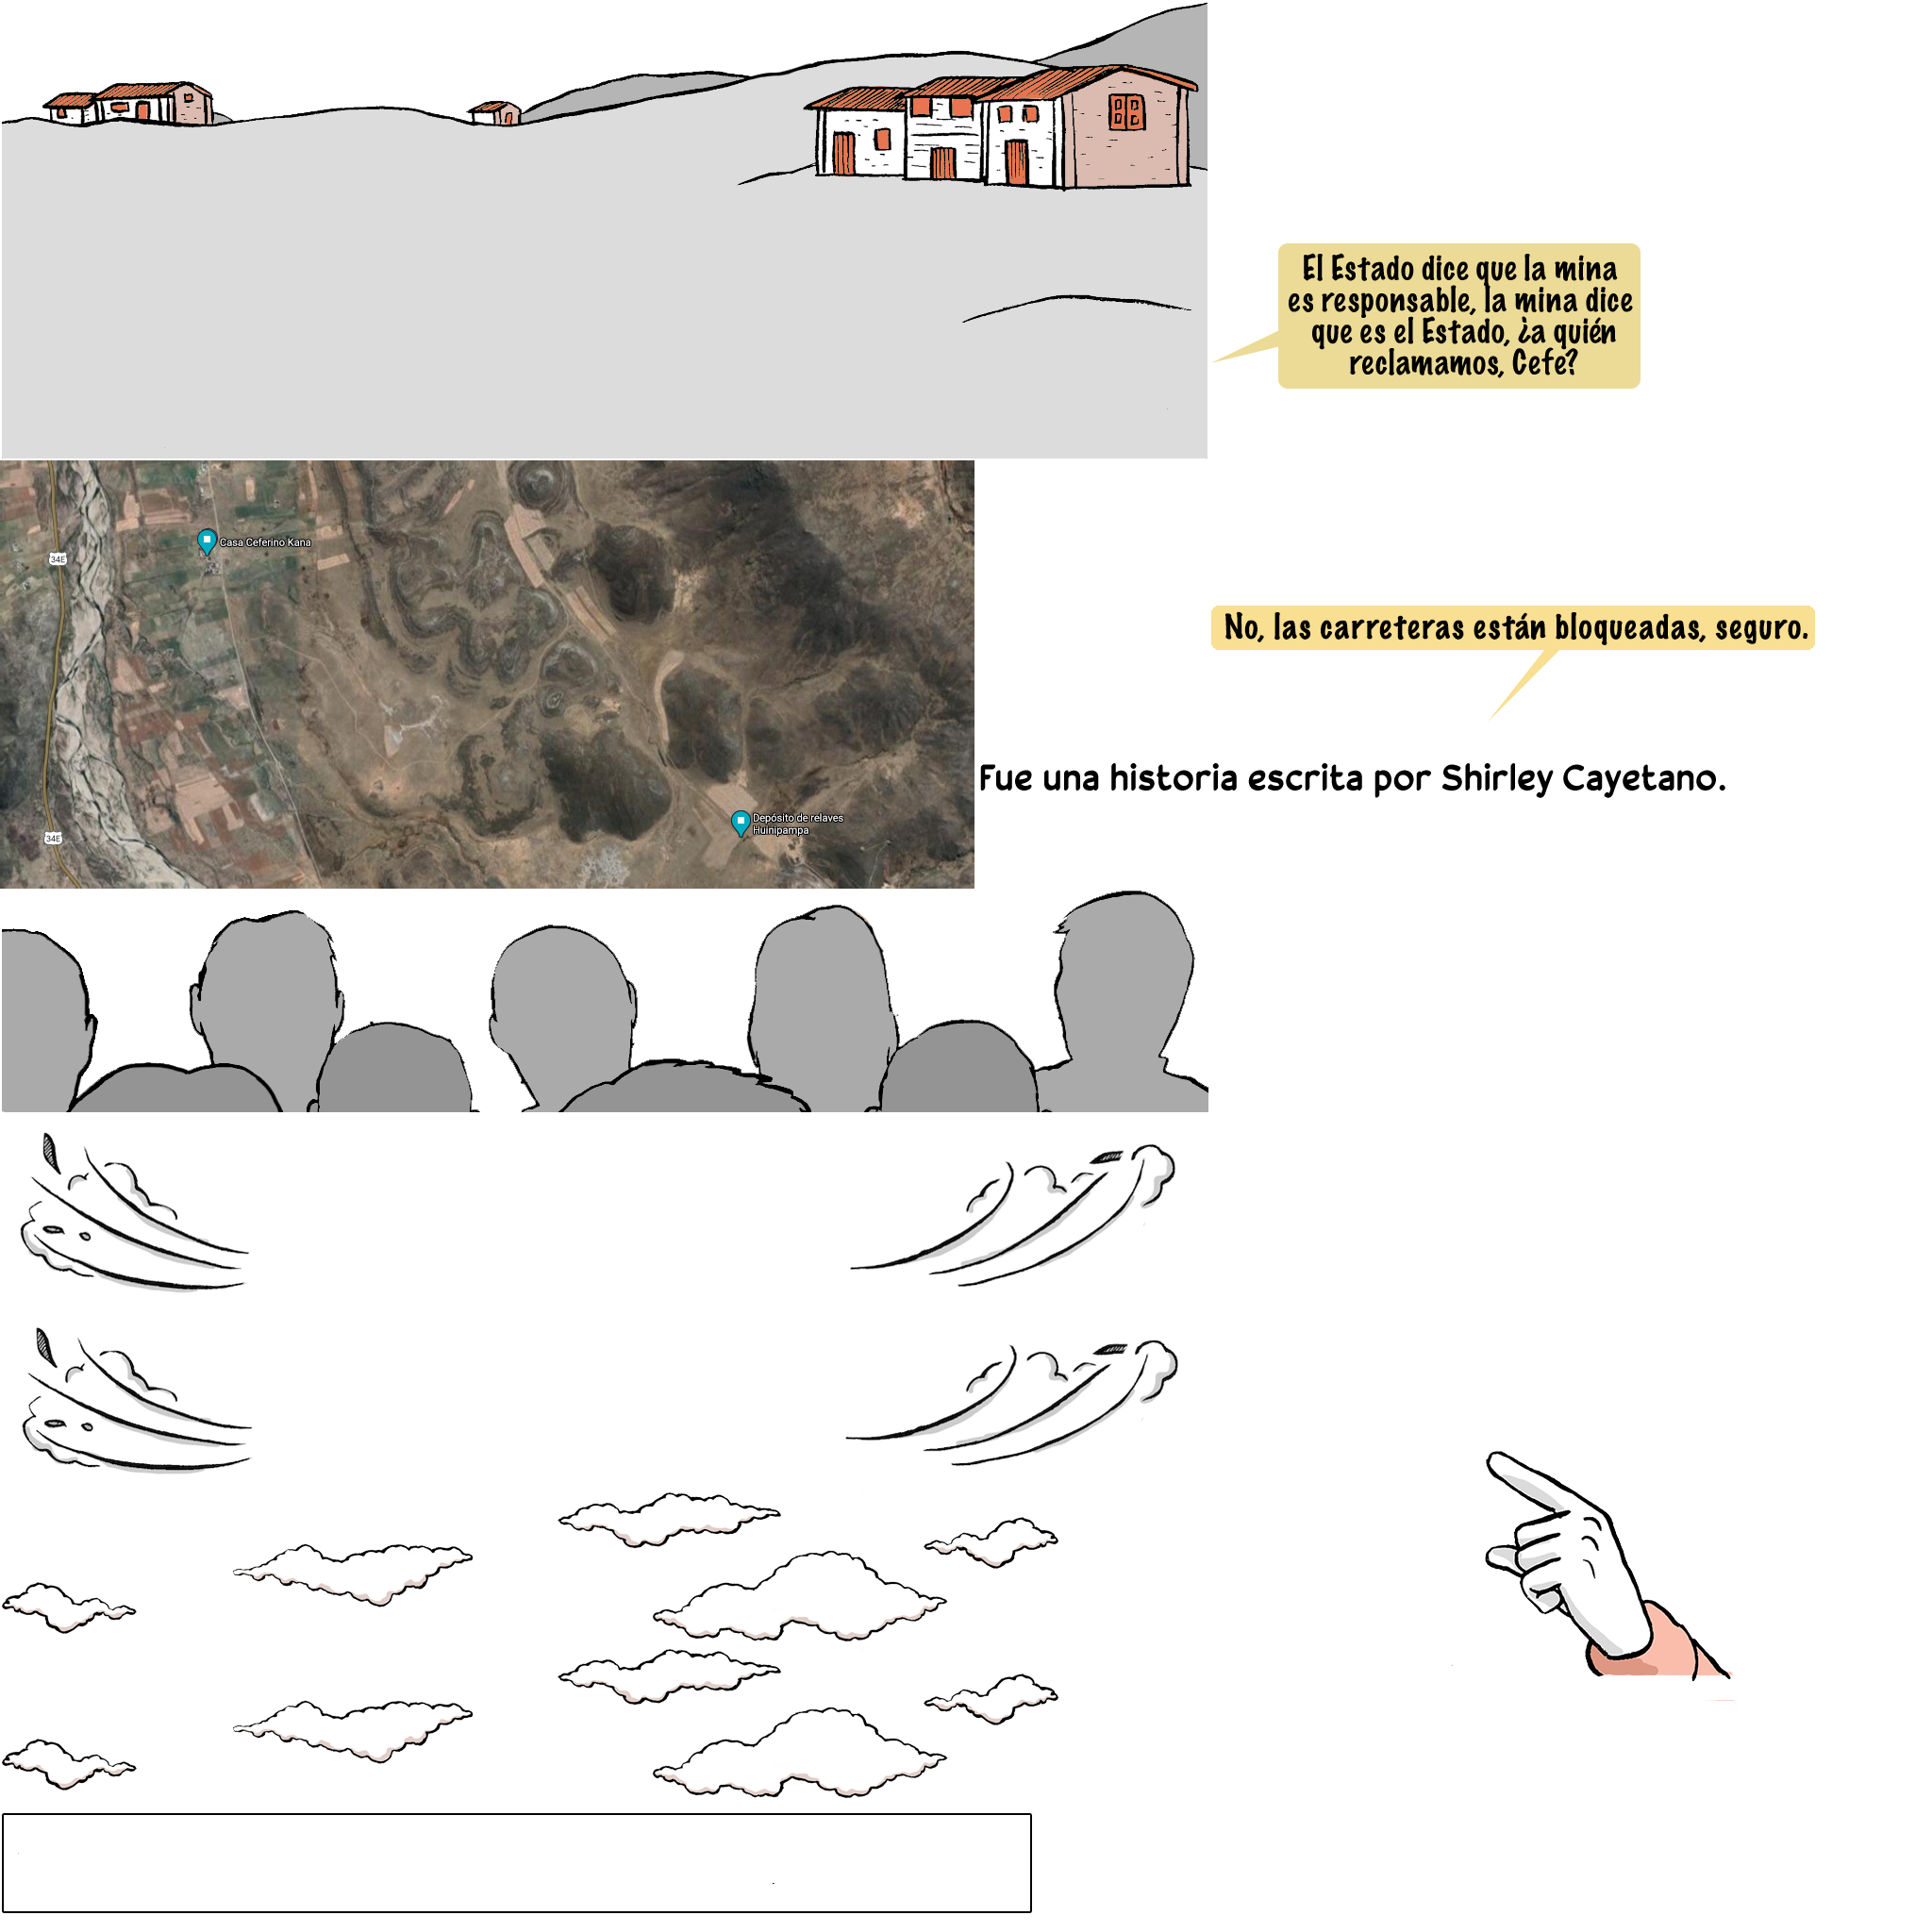 El Estado dice que la mina
es responsable, la mina dice
que es el Estado, ¿a quién
reclamamos, Cefe?
Casa Ceferino Kana
34E
No, las carreteras están bloqueadas, seguro.
Fue una historia escrita por Shirley Cayetano.
Depósito de relaves
Huinipampa
34E